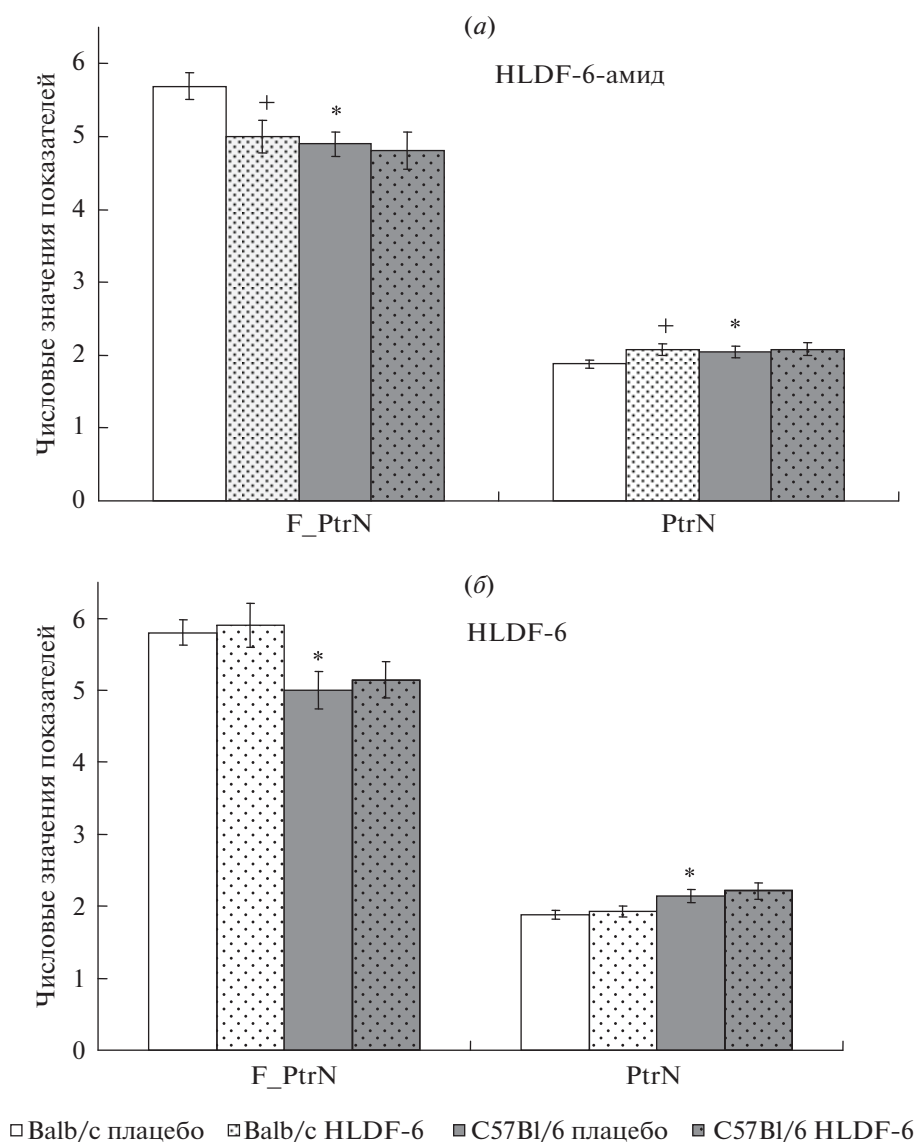 (а)
HLDF-6-амид
Числовые значения показателей
6
5
4
3
2
1
0
+
*
+
*
F_PtrN
PtrN
(б)
HLDF-6
Числовые значения показателей
6
5
4
3
2
1
0
*
*
F_PtrN
PtrN
Balb/c плацебо Balb/c HLDF-6 C57Bl/6 плацебо C57Bl/6 HLDF-6